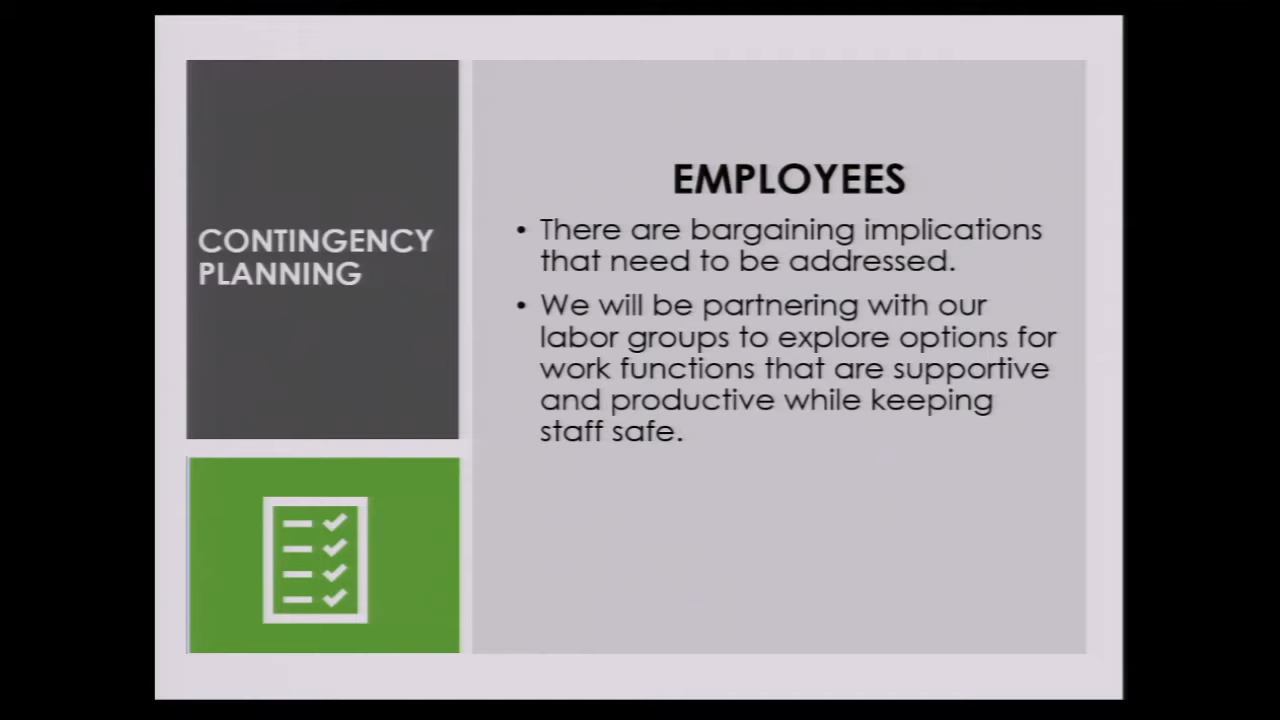 CONTINGENCY
PLANNING
EMPLOYEES
• There are bargaining implications
that need to be addressed.
• We will be partnering with our
labor groups to explore options for
work functions that are supportive
and productive while keeping
staff safe.